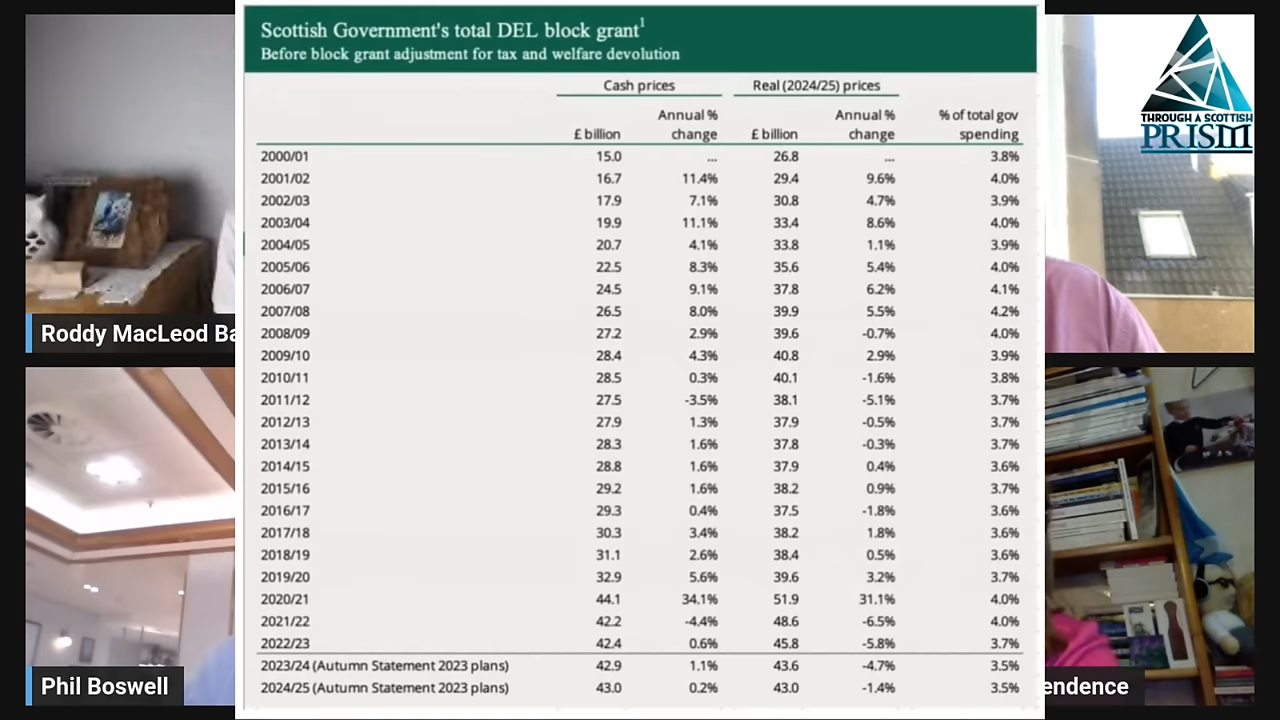 Scottish Government's total DEL block grant1
Before block grant adjustment for tax and welfare devolution
Cash prices Real (2024/25) prices
Annual % Annual % % of total gov
£ billion change £ billion change spending
2000/01 15.0 ... 26.8 ... 3.8%
2001/02 16.7 11.4% 29.4 9.6% 4.0%
2002/03 17.9 7.1% 30.8 4.7% 3.9%
2003/04 19.9 11.1% 33.4 8.6% 4.0%
2004/05 20.7 4.1% 33.8 1.1% 3.9%
2005/06 22.5 8.3% 35.6 5.4% 4.0%
2006/07 24.5 9.1% 37.8 6.2% 4.1%
2007/08 26.5 8.0% 39.9 5.5% 4.2%
2008/09 27.2 2.9% 39.6 -0.7% 4.0%
2009/10 28.4 4.3% 40.8 2.9% 3.9%
2010/11 28.5 0.3% 40.1 -1.6% 3.8%
2011/12 27.5 -3.5% 38.1 -5.1% 3.7%
2012/13 27.9 1.3% 37.9 -0.5% 3.7%
2013/14 28.3 1.6% 37.8 -0.3% 3.7%
2014/15 28.8 1.6% 37.9 0.4% 3.6%
2015/16 29.2 1.6% 38.2 0.9% 3.7%
2016/17 29.3 0.4% 37.5 -1.8% 3.6%
2017/18 30.3 3.4% 38.2 1.8% 3.6%
2018/19 31.1 2.6% 38.4 0.5% 3.6%
2019/20 32.9 5.6% 39.6 3.2% 3.7%
2020/21 44.1 34.1% 51.9 31.1% 4.0%
2021/22 42.2 -4.4% 48.6 -6.5% 4.0%
2022/23 42.4 0.6% 45.8 -5.8% 3.7%
2023/24 (Autumn Statement 2023 plans) 42.9 1.1% 43.6 -4.7% 3.5%
2024/25 (Autumn Statement 2023 plans) 43.0 0.2% 43.0 -1.4% 3.5%
THROUGH A SCOTTISH
PRISM
Roddy MacLeod Ba
Phil Boswell
endence